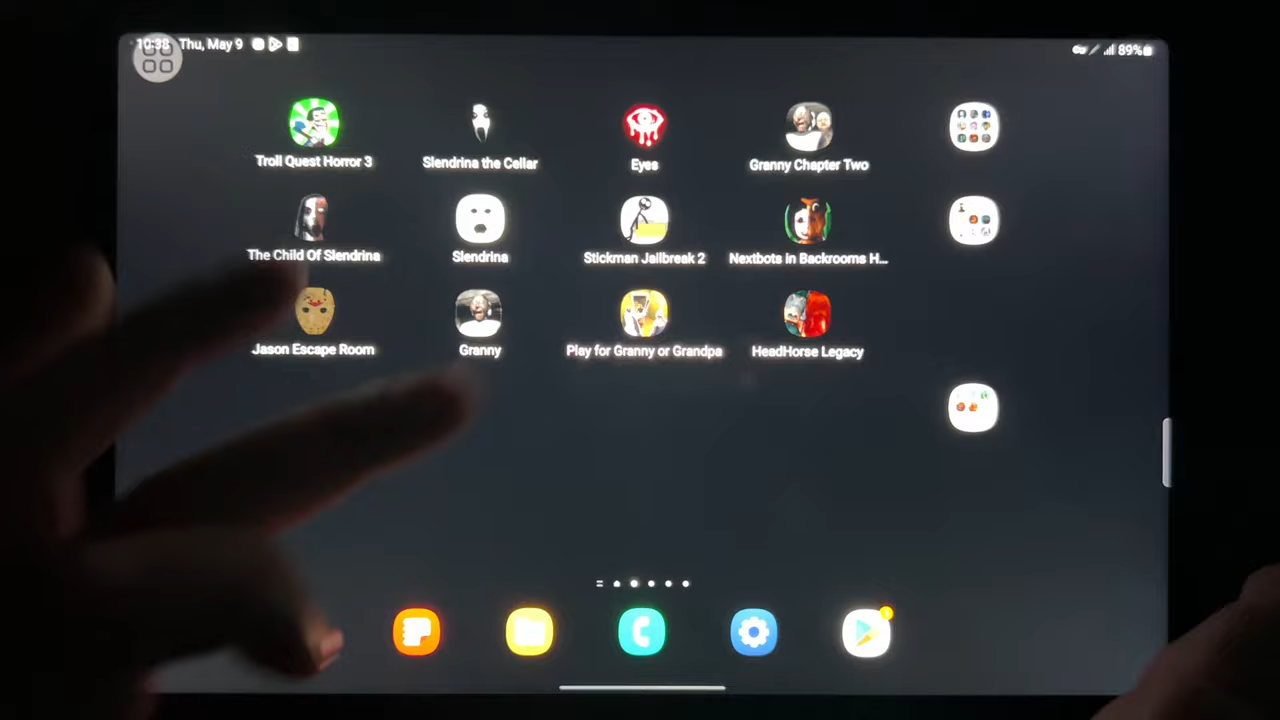 10:38 Thu, May 9
89%
Troll Quest Horror 3
Slendrina the Cellar
Eyes
Granny Chapter Two
The Child Of Slendrina
Slendrina
Stickman Jailbreak 2
Nextbots in Backrooms H...
Jason Escape Room
Granny
Play for Granny or Grandpa
HeadHorse Legacy